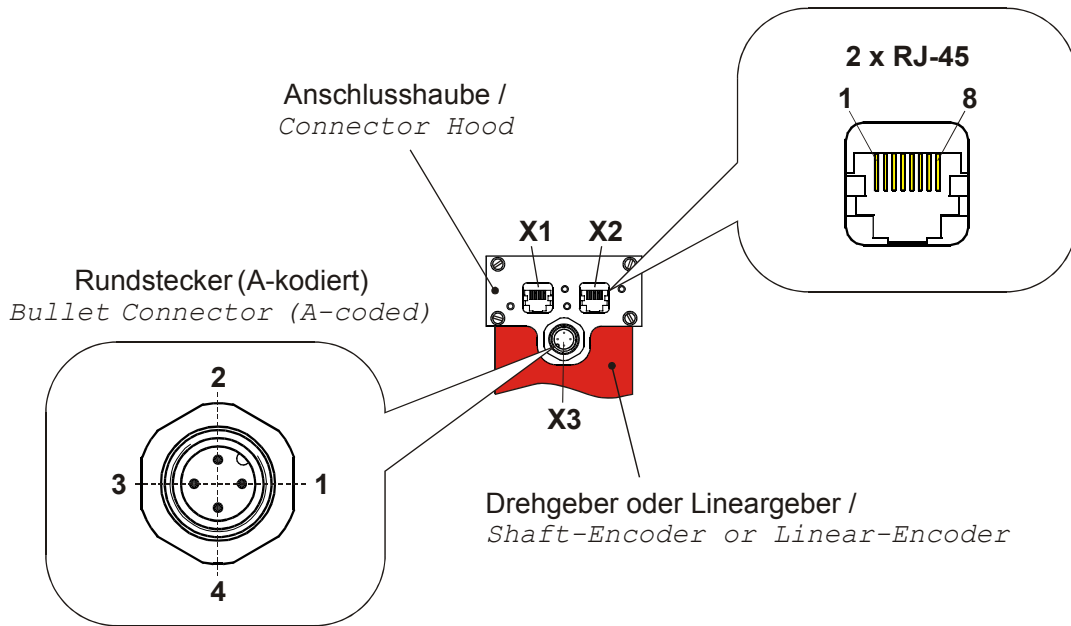 2 x RJ-45
1 8
Anschlusshaube /
Connector Hood
X1 X2
Rundstecker (A-kodiert)
Bullet Connector (A-coded)
X3
2
3 1
4
Drehgeber oder Lineargeber /
Shaft-Encoder or Linear-Encoder